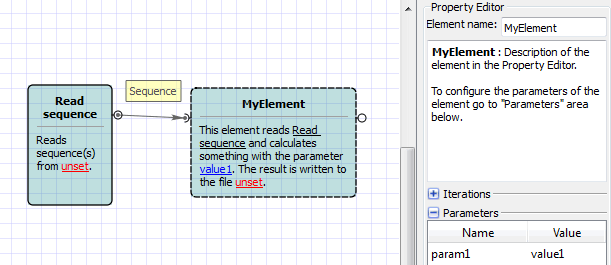 Property Editor
Element name: MyElement
MyElement : Description of the
element in the Property Editor.
To configure the parameters of the
element go to "Parameters" area
below.
Sequence
Read
sequence
Reads
sequence(s)
from unset.
MyElement
This element reads Read
sequence and calculates
something with the parameter
value1. The result is written to
the file unset.
Iterations
Parameters
Name Value
param1 value1